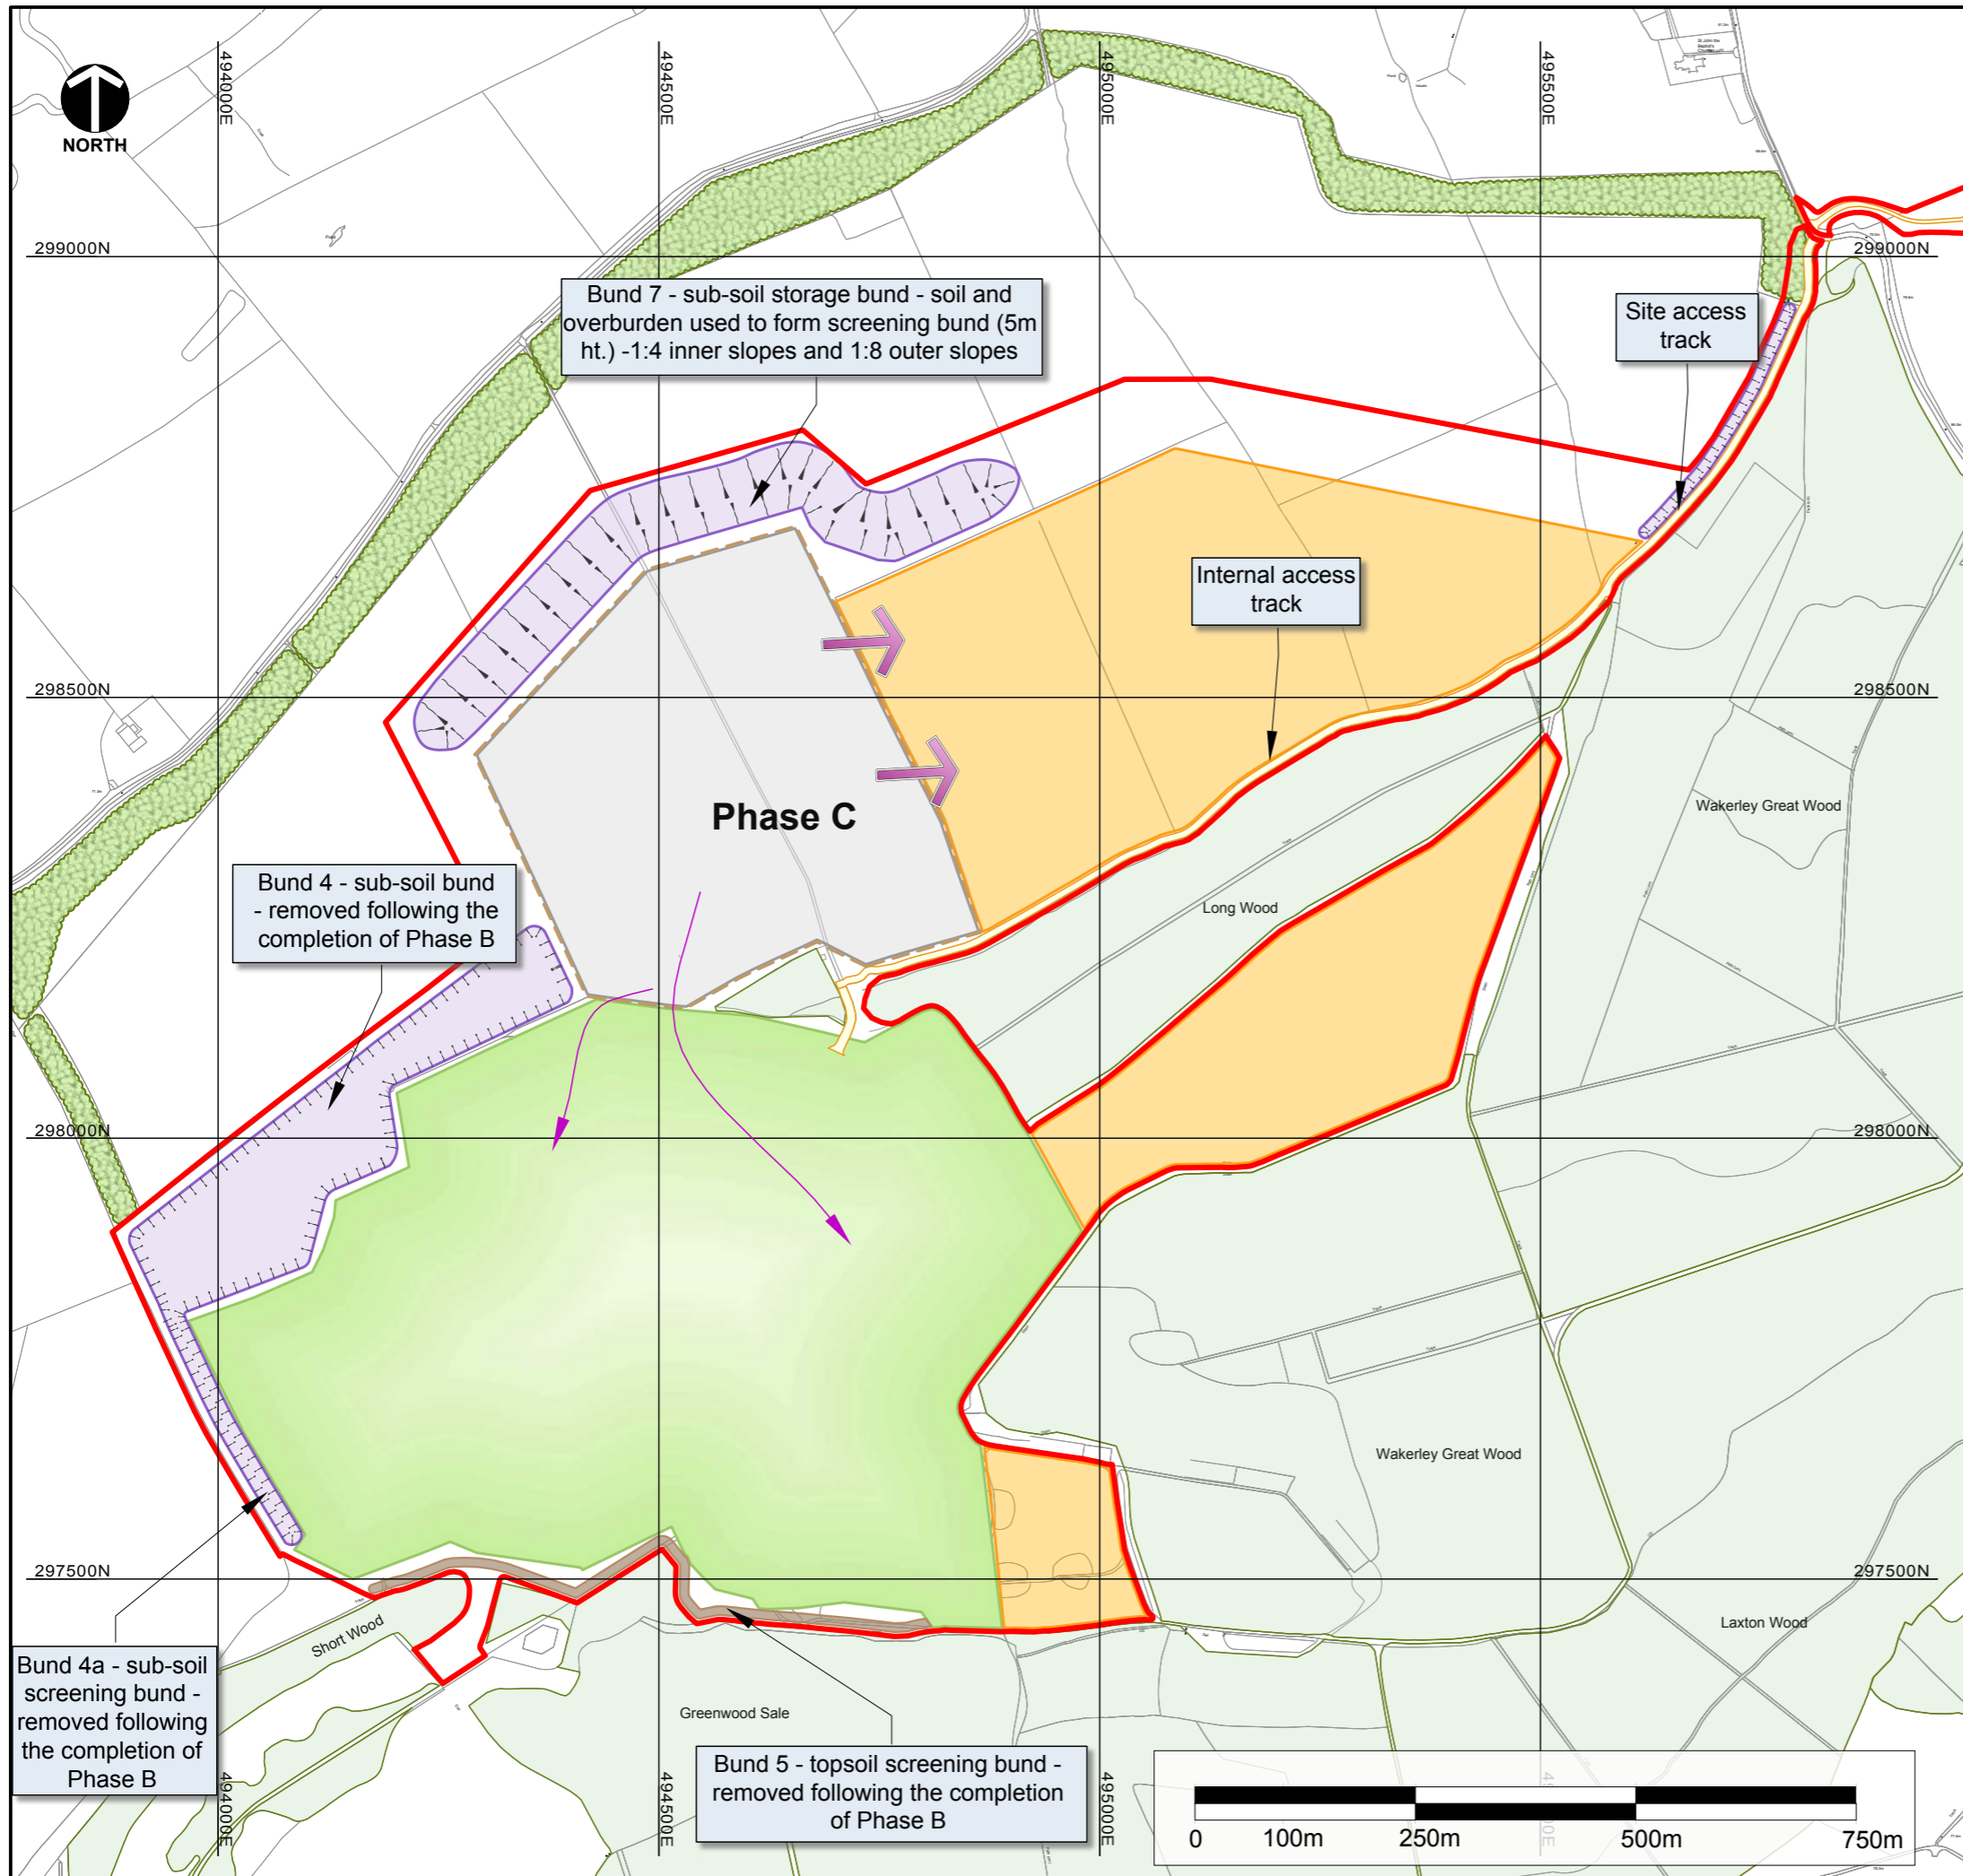 NORTH
494000E
494500E
495000E
495500E
299000N
299000N
Bund 7 - sub-soil storage bund - soil and
overburden used to form screening bund (5m
ht.) -1:4 inner slopes and 1:8 outer slopes
Site access
track
Internal access
track
298500N
298500N
Phase C
Wakerley Great Wood
Bund 4 - sub-soil bund
- removed following the
completion of Phase B
Long Wood
298000N
298000N
Wakerley Great Wood
297500N
297500N
Short Wood
Laxton Wood
Bund 4a - sub-soil
screening bund -
removed following
the completion of
Phase B
Greenwood Sale
Bund 5 - topsoil screening bund -
removed following the completion
of Phase B
494000E
494500E
495000E
0 100m 250m 500m 750m